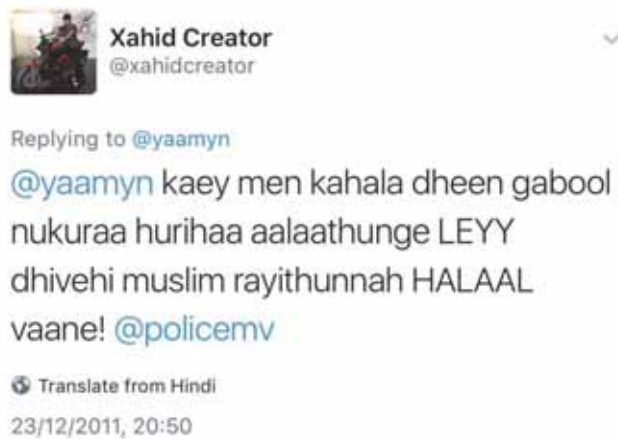 Xahid Creator
@xahidcreator
Replying to @yaamyn
@yaamyn kaey men kahala dheen gabool
nukuraa hurihaa aalaathunge LEYY
dhivehi muslim rayithunnah HALAAL
vaane! @policemv
Translate from Hindi
23/12/2011, 20:50